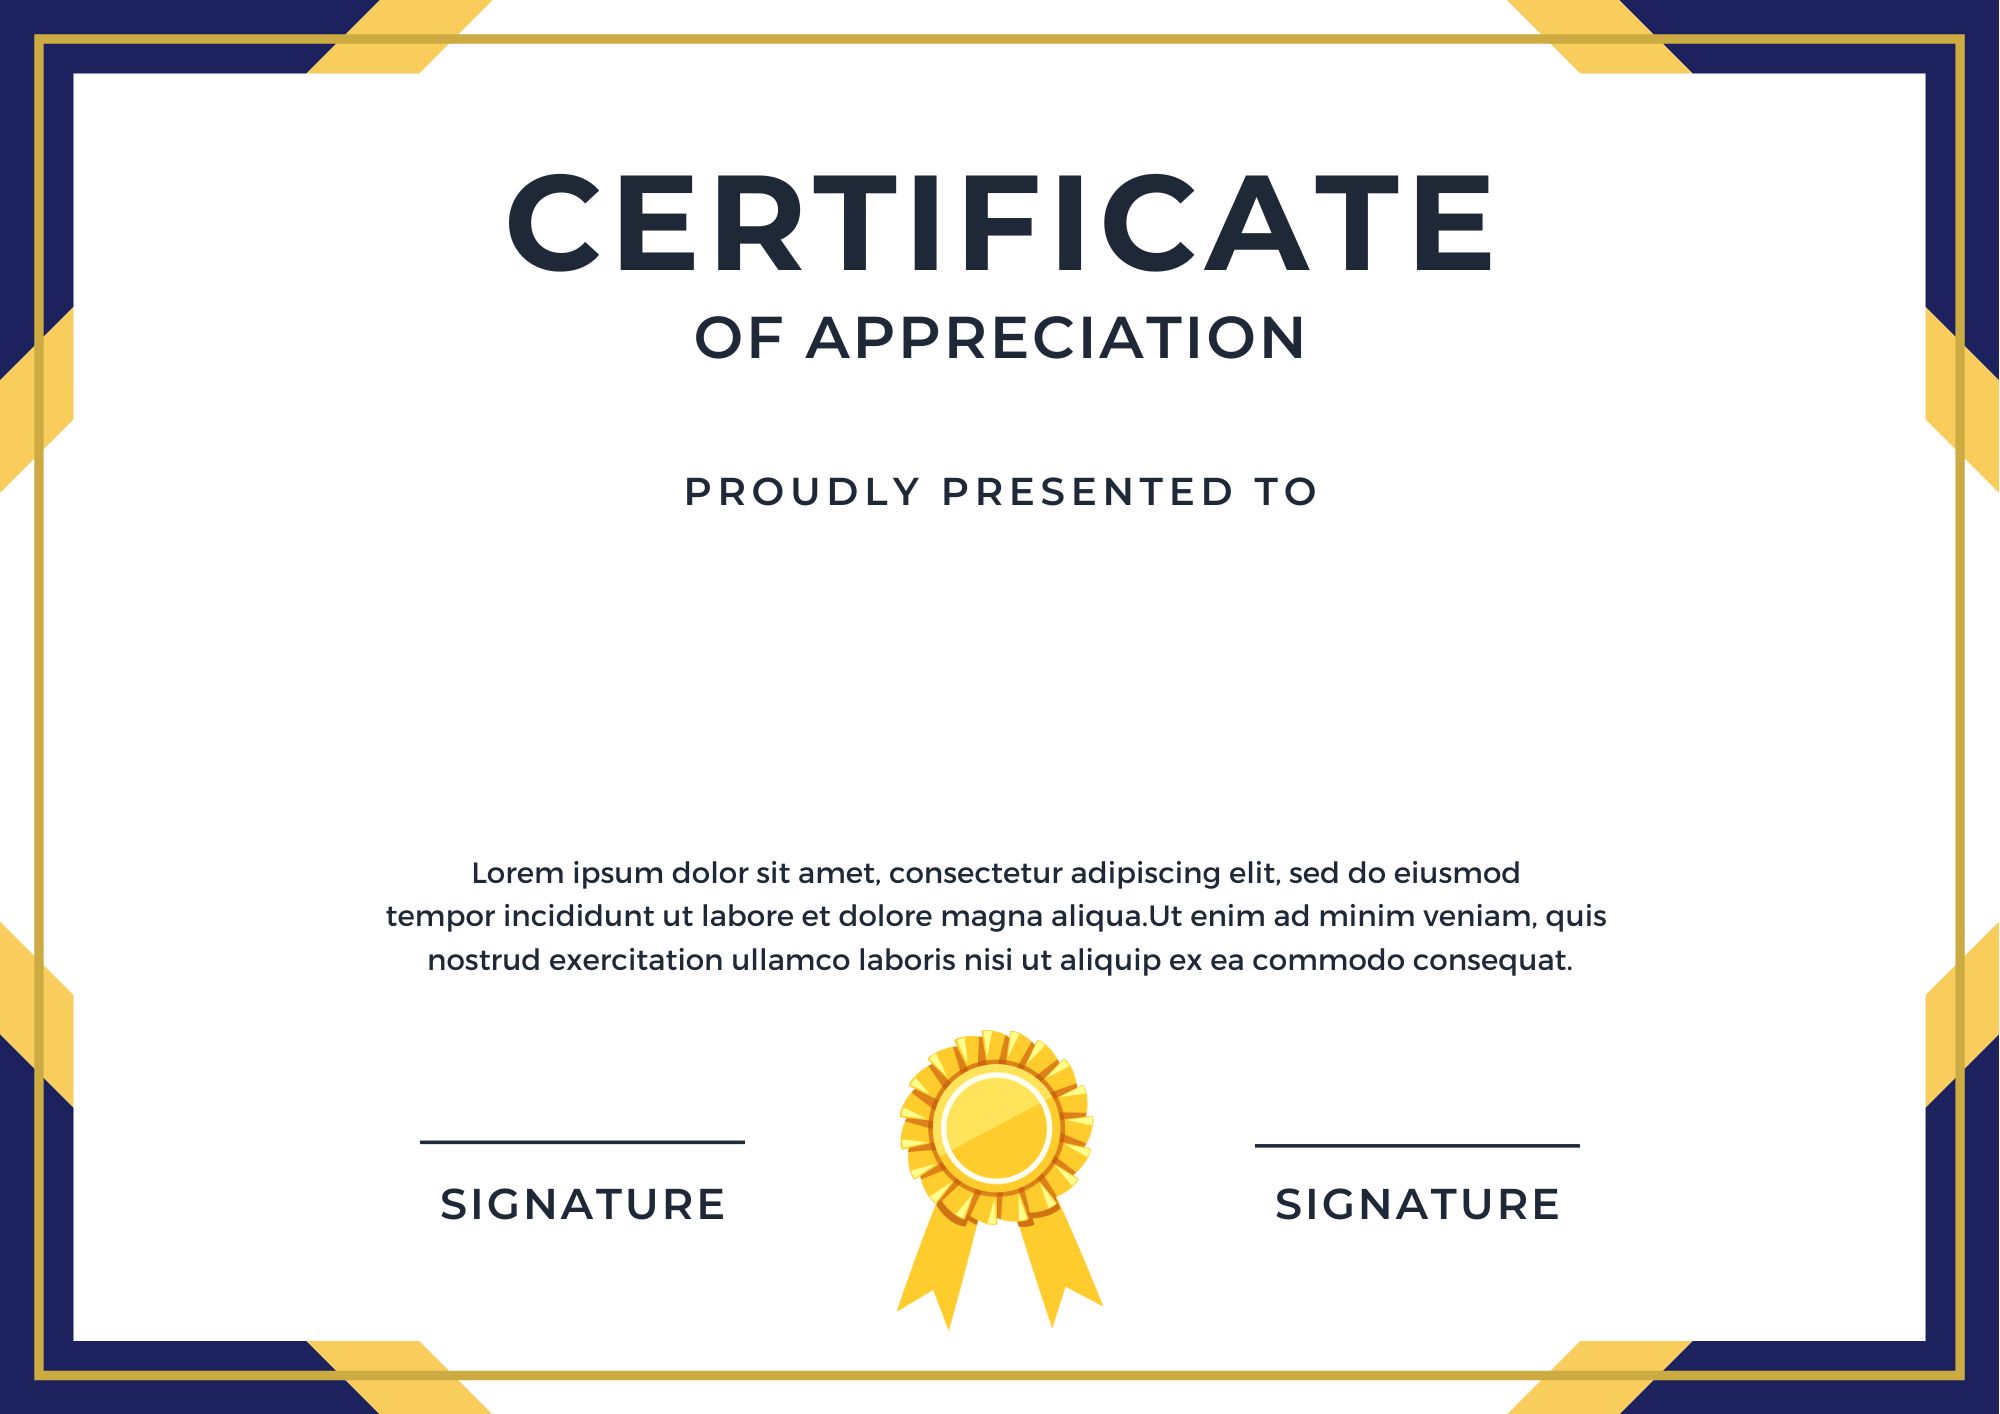 CERTIFICATE
OF APPRECIATION
PROUDLY PRESENTED TO
Lorem ipsum dolor sit amet, consectetur adipiscing elit, sed do eiusmod
tempor incididunt ut labore et dolore magna aliqua.Ut enim ad minim veniam, quis
nostrud exercitation ullamco laboris nisi ut aliquip ex ea commodo consequat.
SIGNATURE
SIGNATURE